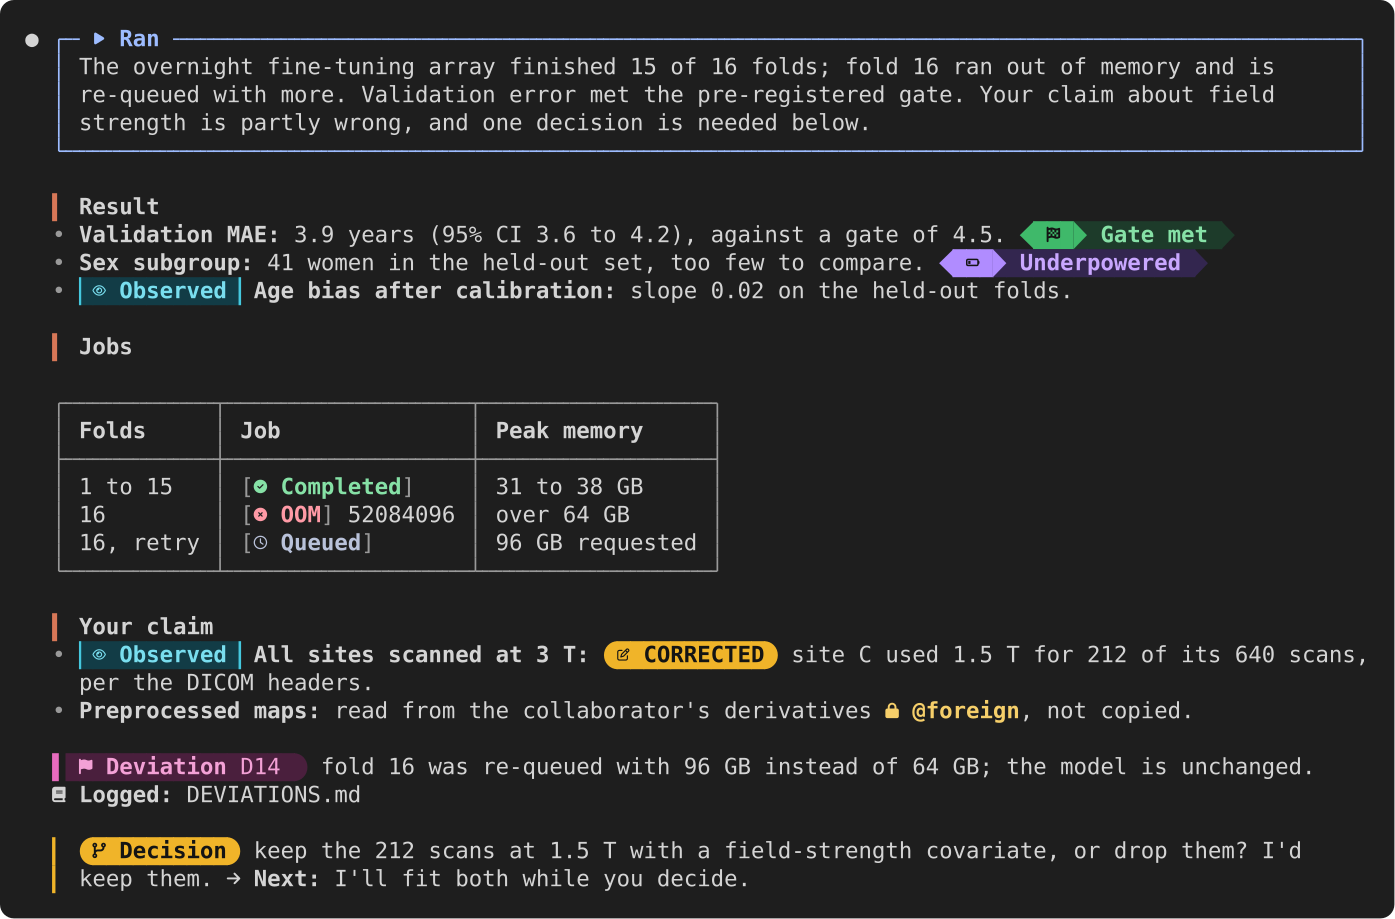 Ran
The overnight fine-tuning array finished 15 of 16 folds; fold 16 ran out of memory and is
re-queued with more. Validation error met the pre-registered gate. Your claim about field
strength is partly wrong, and one decision is needed below.
Result
• Validation MAE: 3.9 years (95% CI 3.6 to 4.2), against a gate of 4.5. Gate met
• Sex subgroup: 41 women in the held-out set, too few to compare. Underpowered
• Observed Age bias after calibration: slope 0.02 on the held-out folds.
Jobs
Folds Job Peak memory
1 to 15 [Completed] 31 to 38 GB
16 [OOM] 52084096 over 64 GB
16, retry [Queued] 96 GB requested
Your claim
• Observed All sites scanned at 3 T: CORRECTED site C used 1.5 T for 212 of its 640 scans,
per the DICOM headers.
• Preprocessed maps: read from the collaborator's derivatives @foreign, not copied.
Deviation D14 fold 16 was re-queued with 96 GB instead of 64 GB; the model is unchanged.
Logged: DEVIATIONS.md
Decision keep the 212 scans at 1.5 T with a field-strength covariate, or drop them? I'd
keep them. → Next: I'll fit both while you decide.